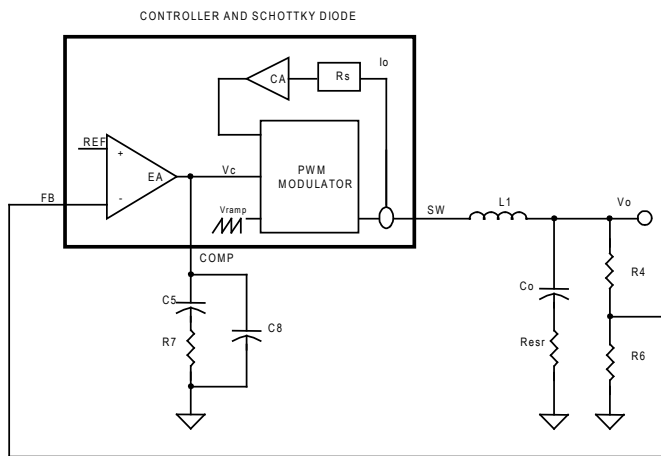 CONTROLLER AND SCHOTTKY DIODE
Io
CA
Rs
REF
+
EA
-
Vc
PWM
MODULATOR
Vramp
FB
SW
L1
Vo
COMP
R4
Co
C5
C8
R7
Resr
R6